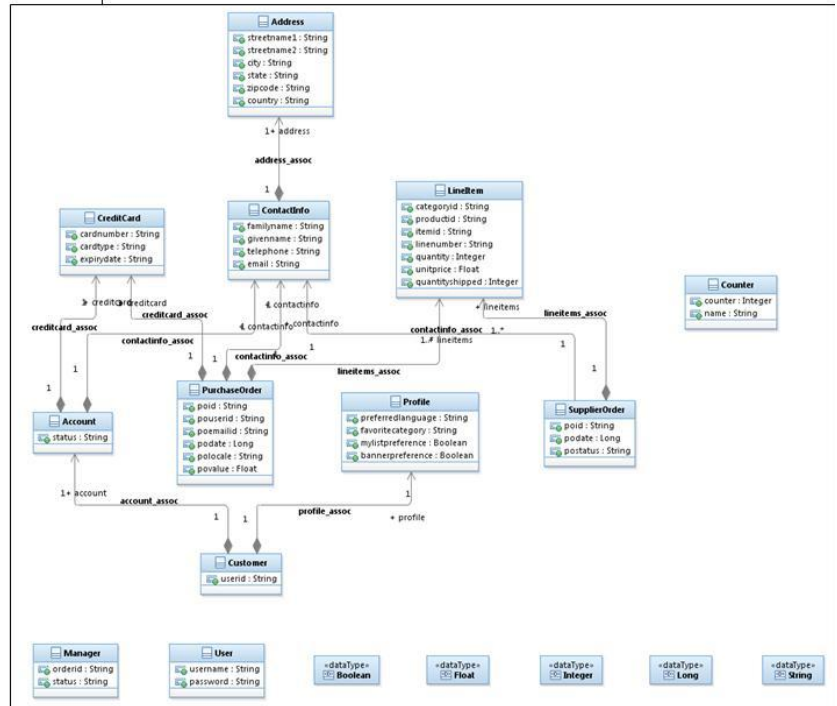 Address
streetname1 : String
streetname2 : String
city : String
state : String
zipcode : String
country : String
1 + address
address_assoc
1
ContactInfo
familyname : String
givenname : String
telephone : String
email : String
LineItem
categoryid : String
productid : String
itemid : String
linenumber : String
quantity : Integer
unitprice : Float
quantityshipped : Integer
CreditCard
cardnumber : String
cardtype : String
expirydate : String
Counter
counter : Integer
name : String
creditcard
creditcard
creditcard_assoc
creditcard_assoc
contactinfo
contactinfo
+ contactinfo
contactinfo_assoc
contactinfo_assoc
contactinfo_assoc
+ lineitems
lineitems_assoc
1..*
1..* lineitems
lineitems_assoc
1
1
1
1
1
1
1
1
PurchaseOrder
poid : String
pouserid : String
poemailid : String
podate : Long
polocale : String
povalue : Float
Profile
preferredlanguage : String
favoritecategory : String
mylistpreference : Boolean
bannerpreference : Boolean
SupplierOrder
poid : String
podate : Long
postatus : String
Account
status : String
1 + account
account_assoc
1
1
profile_assoc
1
+ profile
Customer
userid : String
Manager
orderid : String
status : String
User
username : String
password : String
«dataType»
Boolean
«dataType»
Float
«dataType»
Integer
«dataType»
Long
«dataType»
String